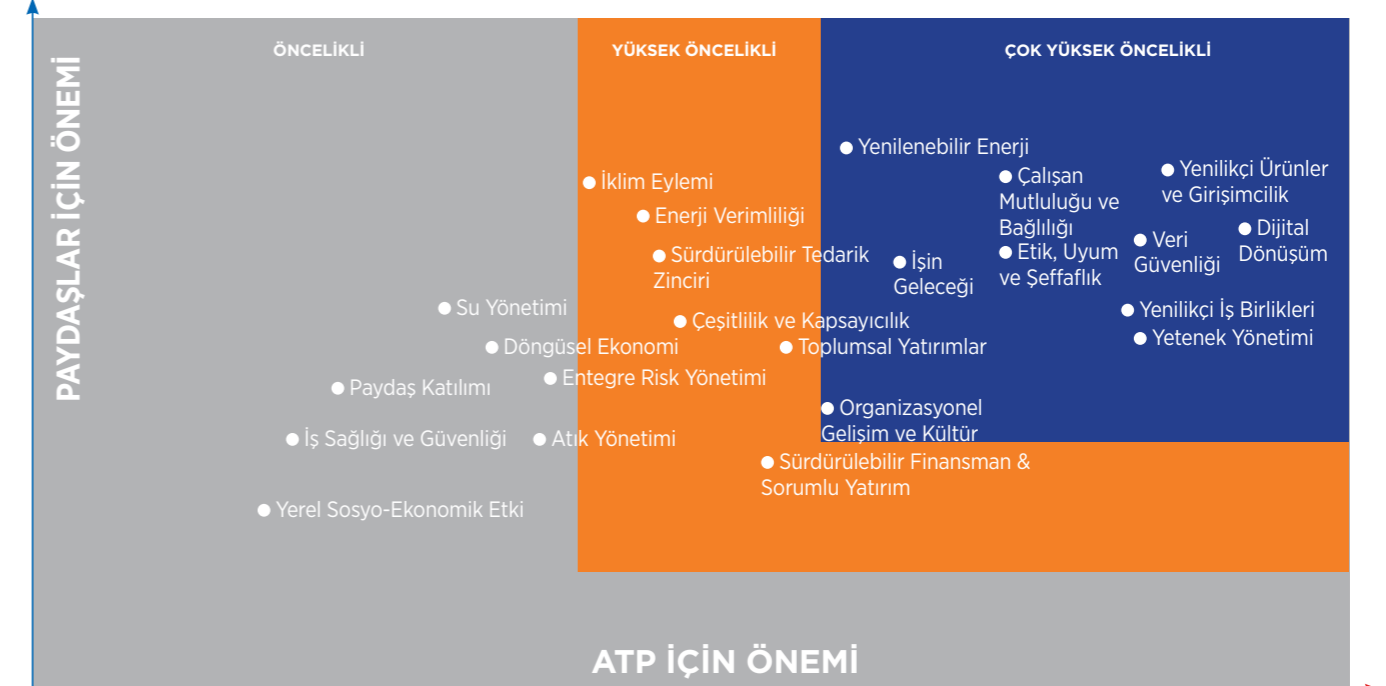 ÖNCELİKLİ
YÜKSEK ÖNCELİKLİ
ÇOK YÜKSEK ÖNCELİKLİ
PAYDAŞLAR İÇİN ÖNEMİ
Yenilenebilir Enerji
İklim Eylemi
Çalışan
Mutluluğu ve
Bağlılığı
Yenilikçi Ürünler
ve Girişimcilik
Enerji Verimliliği
Sürdürülebilir Tedarik
Zinciri
İşin
Geleceği
Etik, Uyum
ve Şeffaflık
Veri
Güvenliği
Dijital
Dönüşüm
Su Yönetimi
Çeşitlilik ve Kapsayıcılık
Yenilikçi İş Birlikleri
Döngüsel Ekonomi
Toplumsal Yatırımlar
Yetenek Yönetimi
Paydaş Katılımı
Entegre Risk Yönetimi
Organizasyonel
Gelişim ve Kültür
İş Sağlığı ve Güvenliği
Atık Yönetimi
Sürdürülebilir Finansman &
Sorumlu Yatırım
Yerel Sosyo-Ekonomik Etki
ATP İÇİN ÖNEMİ